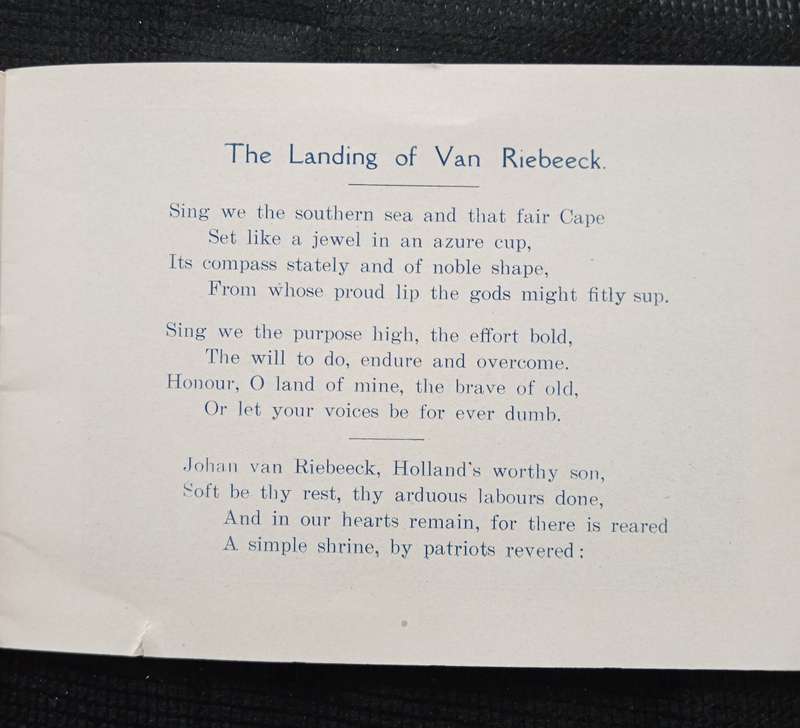 The Landing of Van Riebeeck.
Sing we the southern sea and that fair Cape
Set like a jewel in an azure cup,
Its compass stately and of noble shape,
From whose proud lip the gods might fitly sup.
Sing we the purpose high, the effort bold,
The will to do, endure and overcome.
Honour, O land of mine, the brave of old,
Or let your voices be for ever dumb.
Johan van Riebeeck, Holland's worthy son,
Soft be thy rest, thy arduous labours done,
And in our hearts remain, for there is reared
A simple shrine, by patriots revered :